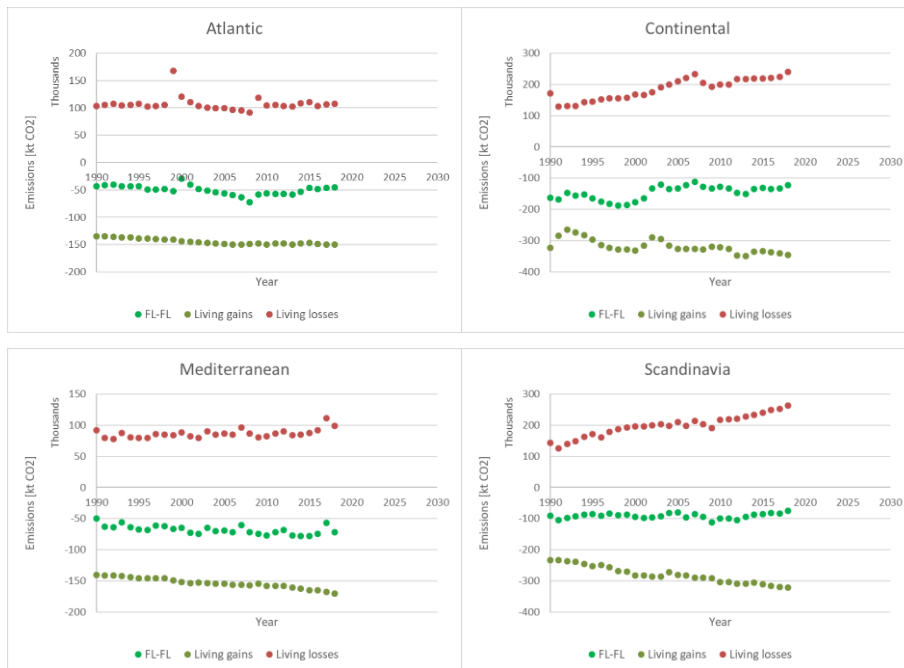 Atlantic
Thousands
Emissions [kt CO2]
200
150
100
50
0
-50
-100
-150
-200
1990 1995 2000 2005 2010 2015 2020 2025 2030
Year
FL-FL Living gains Living losses
Continental
Thousands
Emissions [kt CO2]
300
200
100
0
-100
-200
-300
-400
1990 1995 2000 2005 2010 2015 2020 2025 2030
Year
FL-FL Living gains Living losses
Mediterranean
Thousands
Emissions [kt CO2]
150
100
50
0
-50
-100
-150
-200
1990 1995 2000 2005 2010 2015 2020 2025 2030
Year
FL-FL Living gains Living losses
Scandinavia
Thousands
Emissions [kt CO2]
300
200
100
0
-100
-200
-300
-400
1990 1995 2000 2005 2010 2015 2020 2025 2030
Year
FL-FL Living gains Living losses